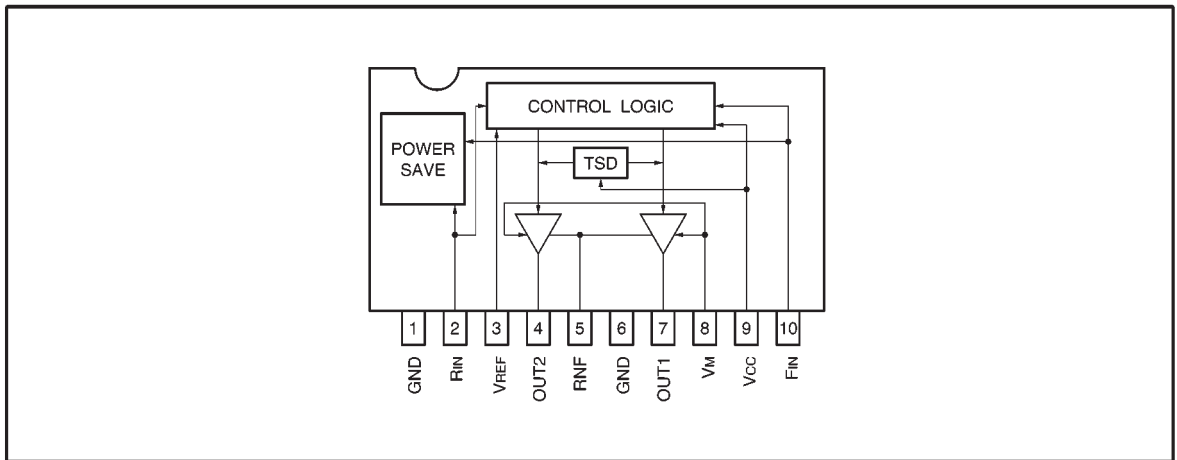 CONTROL LOGIC
POWER
SAVE
TSD
1 2 3 4 5 6 7 8 9 10
GND RIN VREF OUT2 RNF GND OUT1 VM VCC FIN